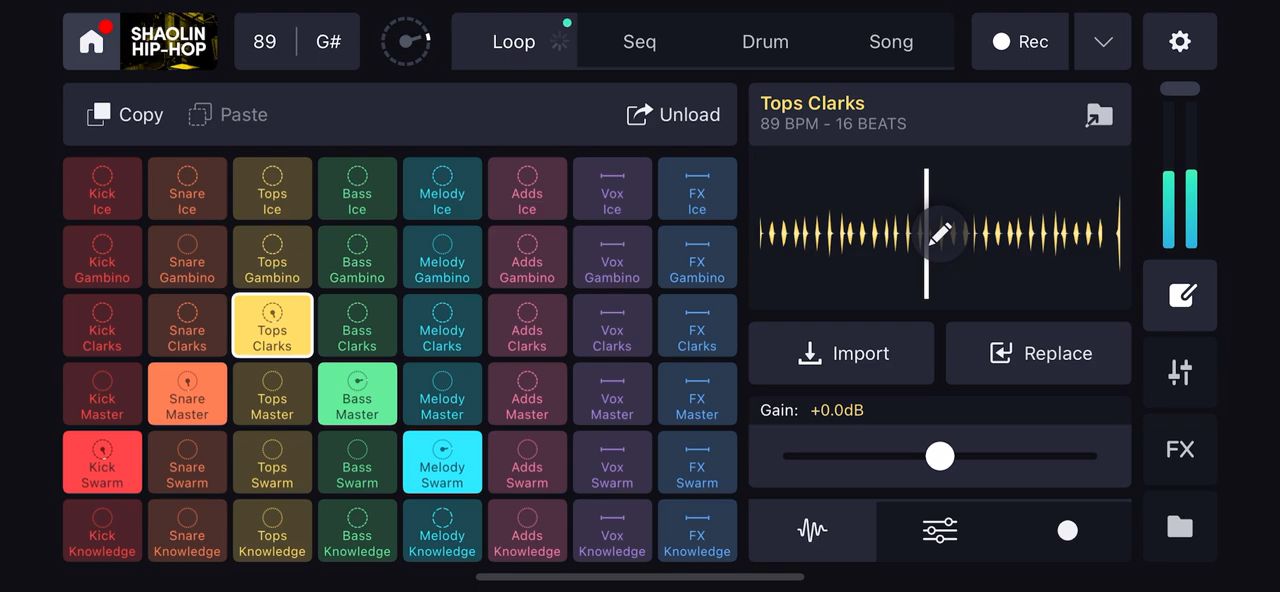 SHAOLIN
HIP-HOP
89
G#
Loop
Seq
Drum
Song
Rec
Copy
Paste
Unload
Tops Clarks
89 BPM - 16 BEATS
Kick
Ice
Snare
Ice
Tops
Ice
Bass
Ice
Melody
Ice
Adds
Ice
Vox
Ice
FX
Ice
Kick
Gambino
Snare
Gambino
Tops
Gambino
Bass
Gambino
Melody
Gambino
Adds
Gambino
Vox
Gambino
FX
Gambino
Kick
Clarks
Snare
Clarks
Tops
Clarks
Bass
Clarks
Melody
Clarks
Adds
Clarks
Vox
Clarks
FX
Clarks
Kick
Master
Snare
Master
Tops
Master
Bass
Master
Melody
Master
Adds
Master
Vox
Master
FX
Master
Kick
Swarm
Snare
Swarm
Tops
Swarm
Bass
Swarm
Melody
Swarm
Adds
Swarm
Vox
Swarm
FX
Swarm
Kick
Knowledge
Snare
Knowledge
Tops
Knowledge
Bass
Knowledge
Melody
Knowledge
Adds
Knowledge
Vox
Knowledge
FX
Knowledge
Import
Replace
Gain: +0.0dB
FX